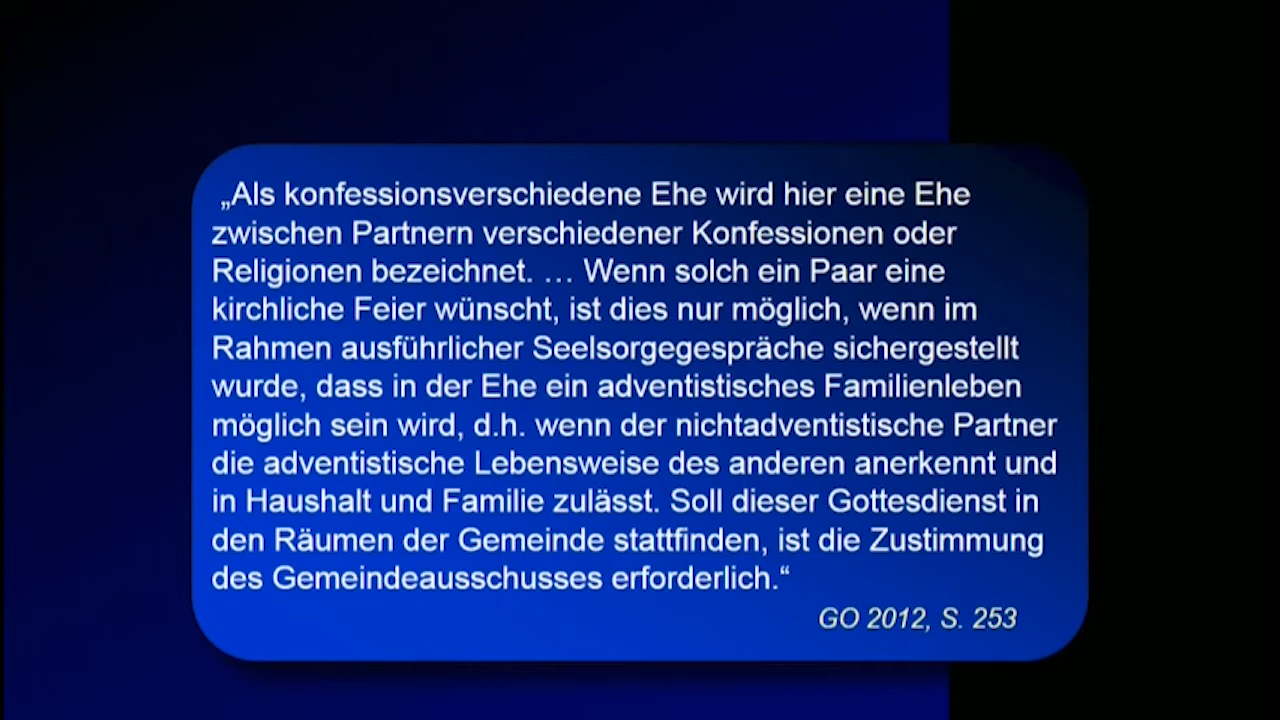 „Als konfessionsverschiedene Ehe wird hier eine Ehe
zwischen Partnern verschiedener Konfessionen oder
Religionen bezeichnet. … Wenn solch ein Paar eine
kirchliche Feier wünscht, ist dies nur möglich, wenn im
Rahmen ausführlicher Seelsorgegespräche sichergestellt
wurde, dass in der Ehe ein adventistisches Familienleben
möglich sein wird, d.h. wenn der nichtadventistische Partner
die adventistische Lebensweise des anderen anerkennt und
in Haushalt und Familie zulässt. Soll dieser Gottesdienst in
den Räumen der Gemeinde stattfinden, ist die Zustimmung
des Gemeindeausschusses erforderlich.“
GO 2012, S. 253